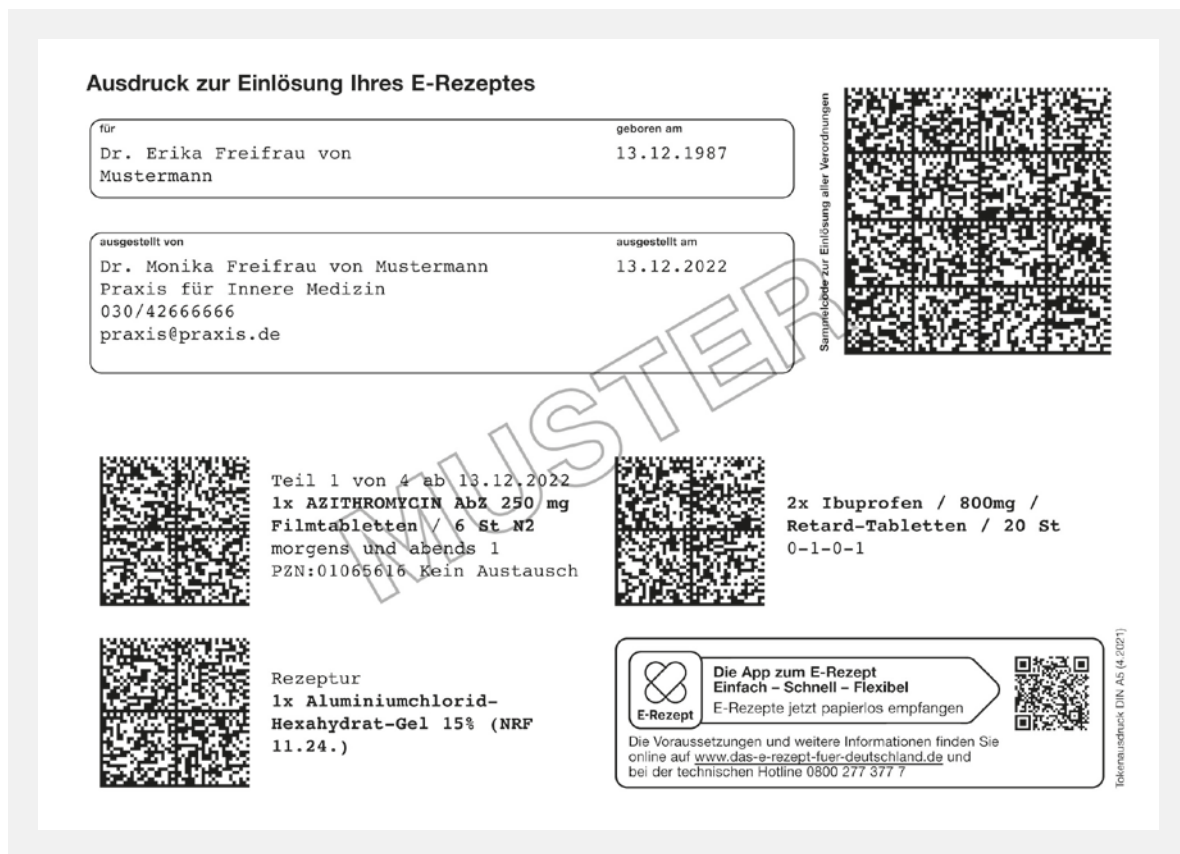 Ausdruck zur Einlösung Ihres E-Rezeptes
für
Dr. Erika Freifrau von
Mustermann
geboren am
13.12.1987
ausgestellt von
Dr. Monika Freifrau von Mustermann
Praxis für Innere Medizin
030/42666666
praxis@praxis.de
ausgestellt am
13.12.2022
Sammelcode zur Einlösung aller Verordnungen
MUSTER
Teil 1 von 4 ab 13.12.2022
1x AZITHROMYCIN AbZ 250 mg
Filmtabletten / 6 St N2
morgens und abends 1
PZN:01065616 Kein Austausch
2x Ibuprofen / 800mg /
Retard-Tabletten / 20 St
0-1-0-1
Rezeptur
1x Aluminiumchlorid-
Hexahydrat-Gel 15% (NRF
11.24.)
E-Rezept
Die App zum E-Rezept
Einfach – Schnell – Flexibel
E-Rezepte jetzt papierlos empfangen
Die Voraussetzungen und weitere Informationen finden Sie
online auf www.das-e-rezept-fuer-deutschland.de und
bei der technischen Hotline 0800 277 377 7
Tokenausdruck DIN A5 (4.2021)